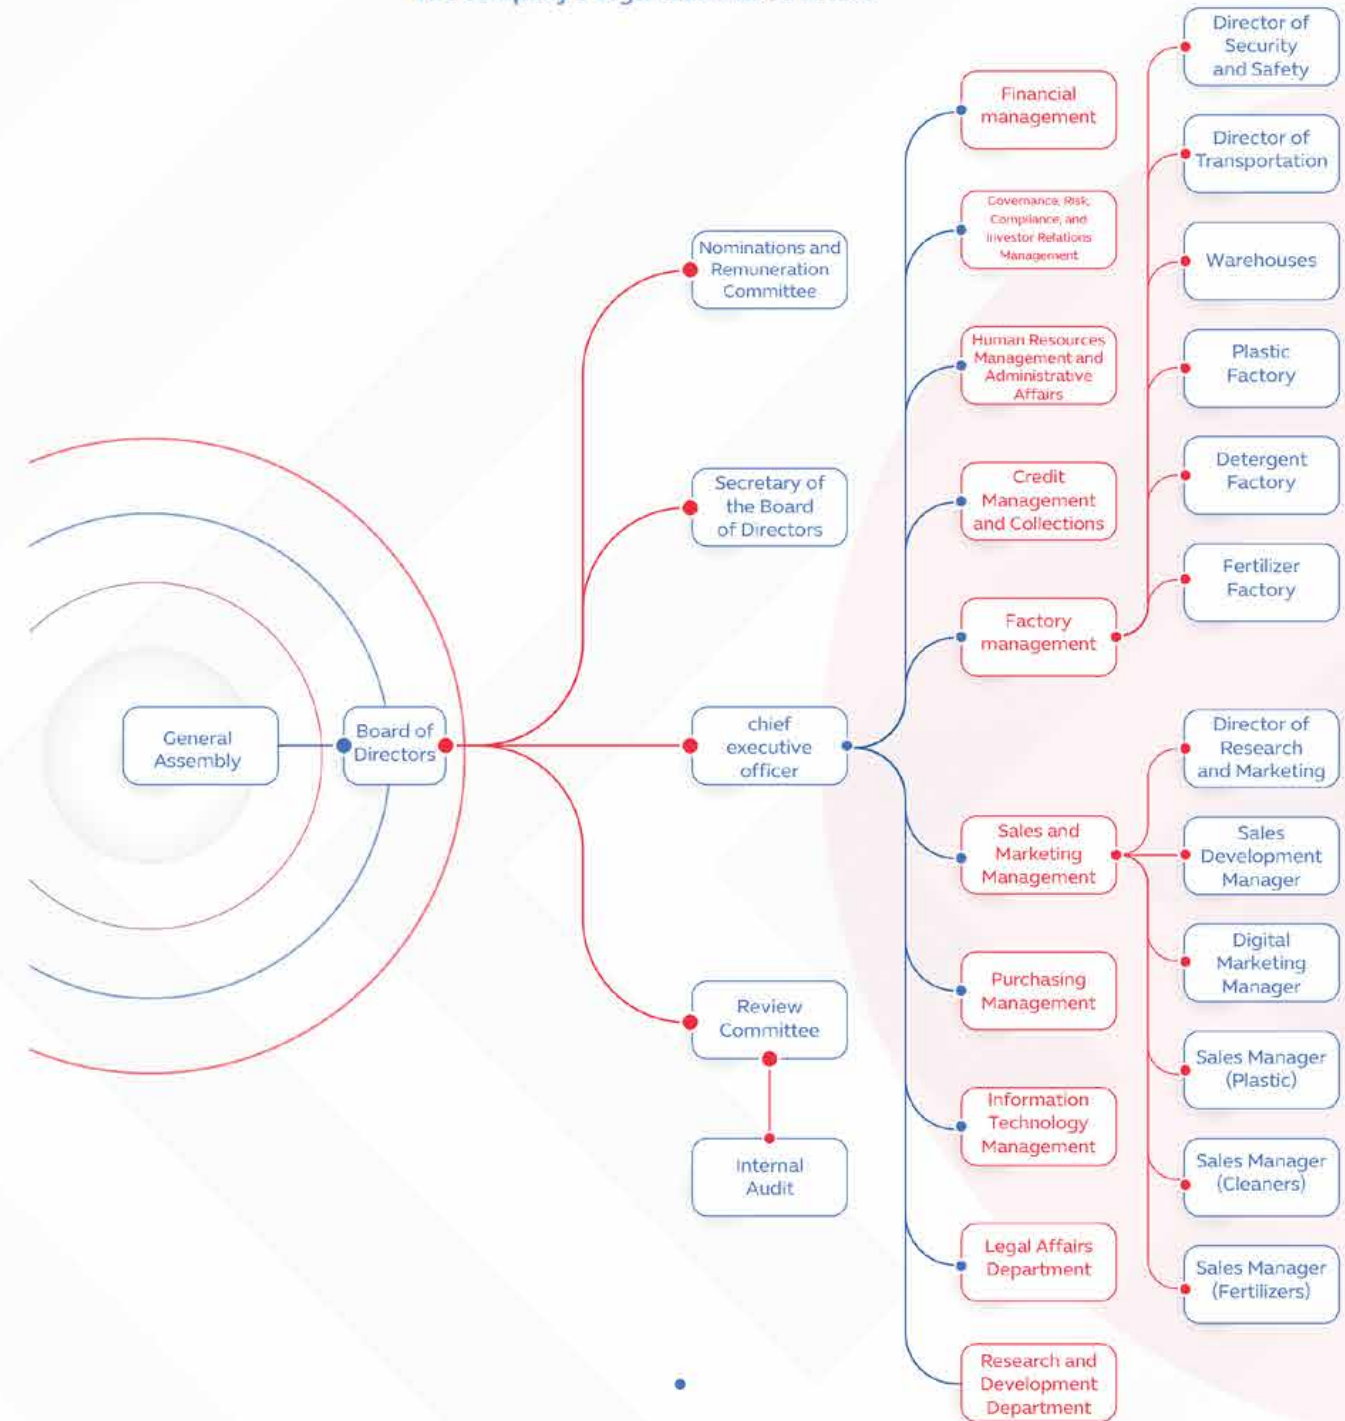 General
Assembly
Board of
Directors
Nominations and
Remuneration
Committee
Secretary of
the Board
of Directors
chief
executive
officer
Review
Committee
Internal
Audit
Financial
management
Governance, Risk,
Compliance, and
Investor Relations
Management
Human Resources
Management and
Administrative
Affairs
Credit
Management
and Collections
Factory
management
Sales and
Marketing
Management
Purchasing
Management
Information
Technology
Management
Legal Affairs
Department
Research and
Development
Department
Director of
Security
and Safety
Director of
Transportation
Warehouses
Plastic
Factory
Detergent
Factory
Fertilizer
Factory
Director of
Research
and Marketing
Sales
Development
Manager
Digital
Marketing
Manager
Sales Manager
(Plastic)
Sales Manager
(Cleaners)
Sales Manager
(Fertilizers)